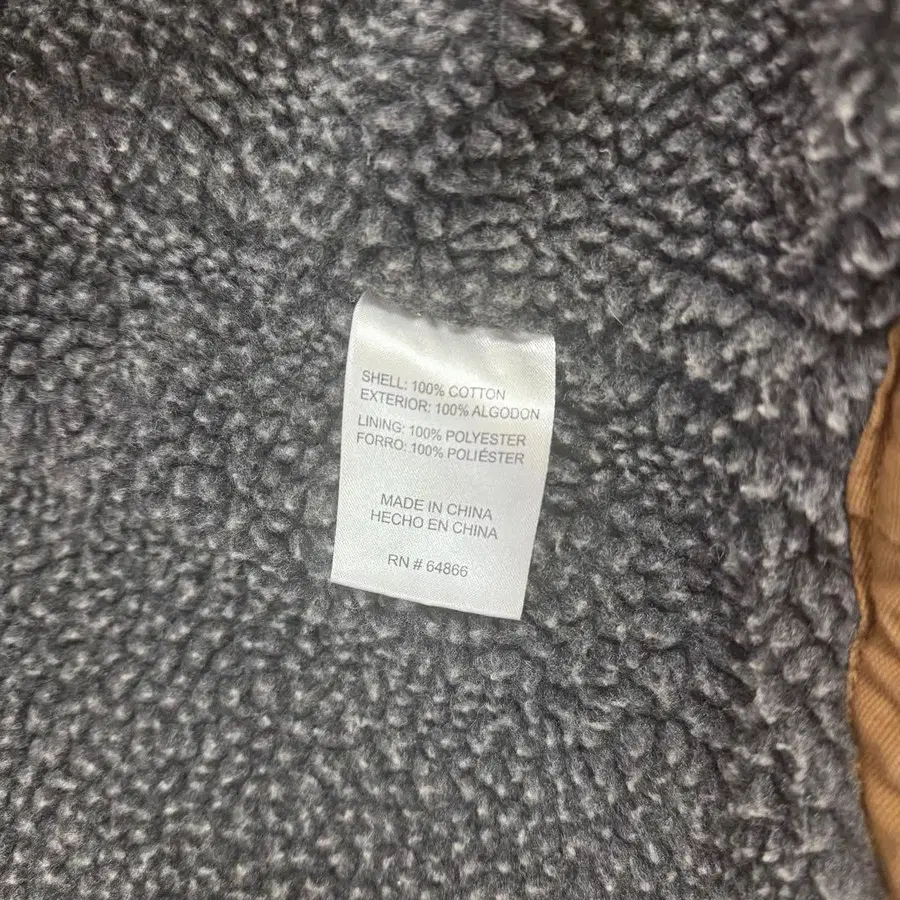 SHELL: 100% COTTON
EXTERIOR: 100% ALGODON
LINING: 100% POLYESTER
FORRO: 100% POLIÉSTER
MADE IN CHINA
HECHO EN CHINA
RN # 64866